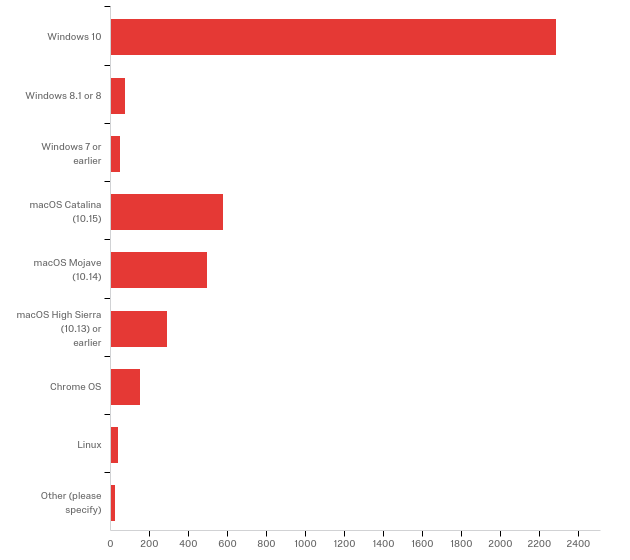 Windows 10
Windows 8.1 or 8
Windows 7 or
earlier
macOS Catalina
(10.15)
macOS Mojave
(10.14)
macOS High Sierra
(10.13) or
earlier
Chrome OS
Linux
Other (please
specify)
0 200 400 600 800 1000 1200 1400 1600 1800 2000 2200 2400